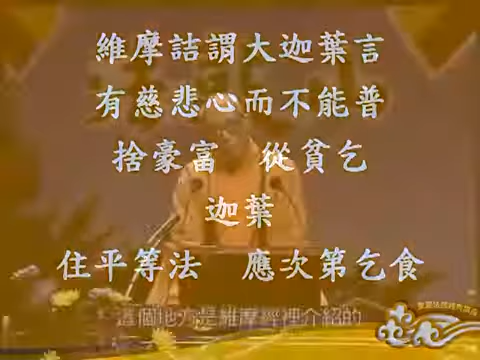 維摩詰謂大迦葉言
有慈悲心而不能普
捨豪富　從貧乞
迦葉
住平等法　應次第乞食
這個地方是維摩經裡介紹的